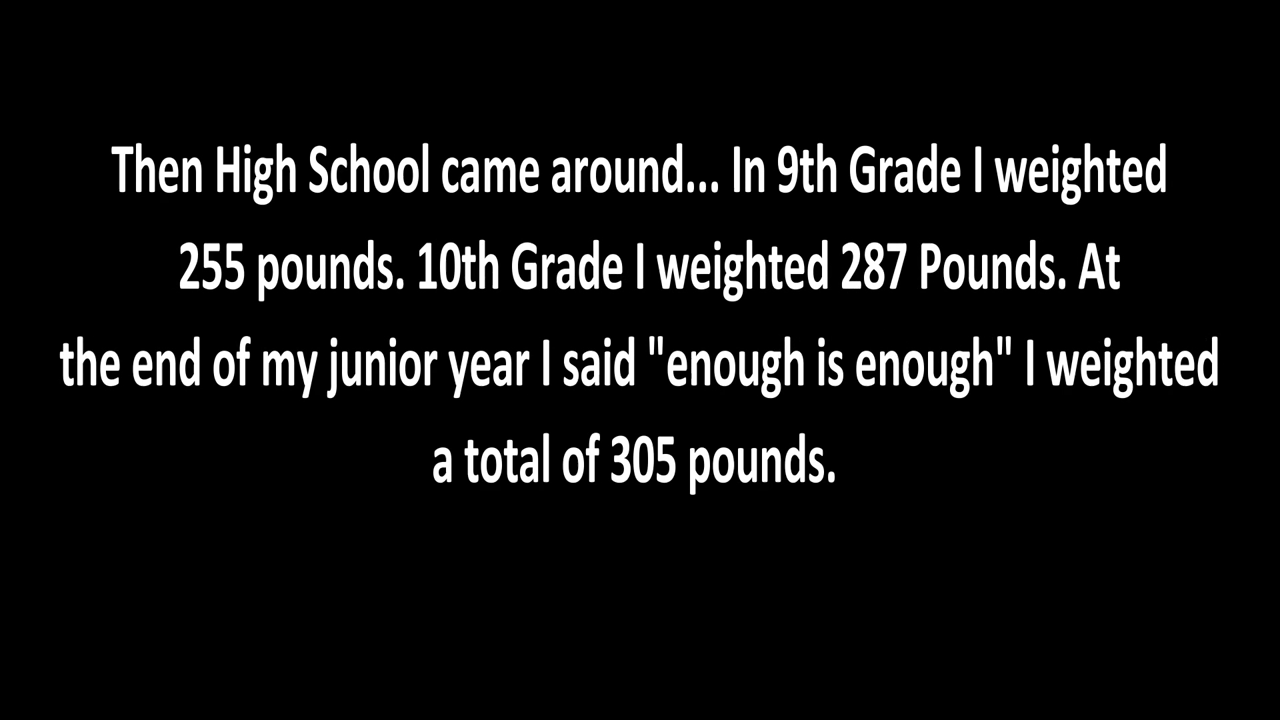 Then High School came around... In 9th Grade I weighted
255 pounds. 10th Grade I weighted 287 Pounds. At
the end of my junior year I said "enough is enough" I weighted
a total of 305 pounds.